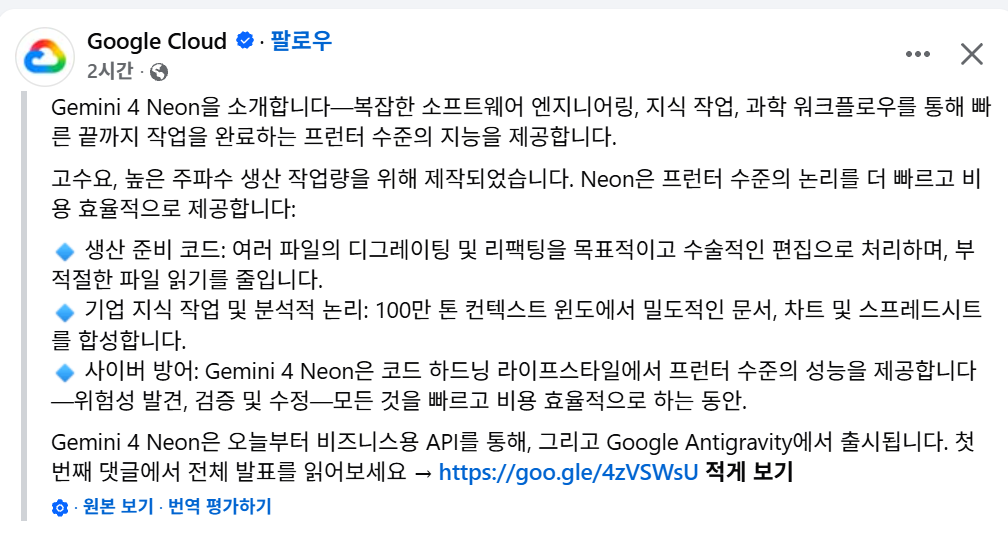 Google Cloud · 팔로우
2시간 ·
Gemini 4 Neon을 소개합니다—복잡한 소프트웨어 엔지니어링, 지식 작업, 과학 워크플로우를 통해 빠
른 끝까지 작업을 완료하는 프런터 수준의 지능을 제공합니다.
고수요, 높은 주파수 생산 작업량을 위해 제작되었습니다. Neon은 프런터 수준의 논리를 더 빠르고 비
용 효율적으로 제공합니다:
🔷 생산 준비 코드: 여러 파일의 디그레이팅 및 리팩팅을 목표적이고 수술적인 편집으로 처리하며, 부
적절한 파일 읽기를 줄입니다.
🔷 기업 지식 작업 및 분석적 논리: 100만 톤 컨텍스트 윈도에서 밀도적인 문서, 차트 및 스프레드시트
를 합성합니다.
🔷 사이버 방어: Gemini 4 Neon은 코드 하드닝 라이프스타일에서 프런터 수준의 성능을 제공합니다
—위험성 발견, 검증 및 수정—모든 것을 빠르고 비용 효율적으로 하는 동안.
Gemini 4 Neon은 오늘부터 비즈니스용 API를 통해, 그리고 Google Antigravity에서 출시됩니다. 첫
번째 댓글에서 전체 발표를 읽어보세요 → https://goo.gle/4zVSWsU 적게 보기
· 원본 보기 · 번역 평가하기